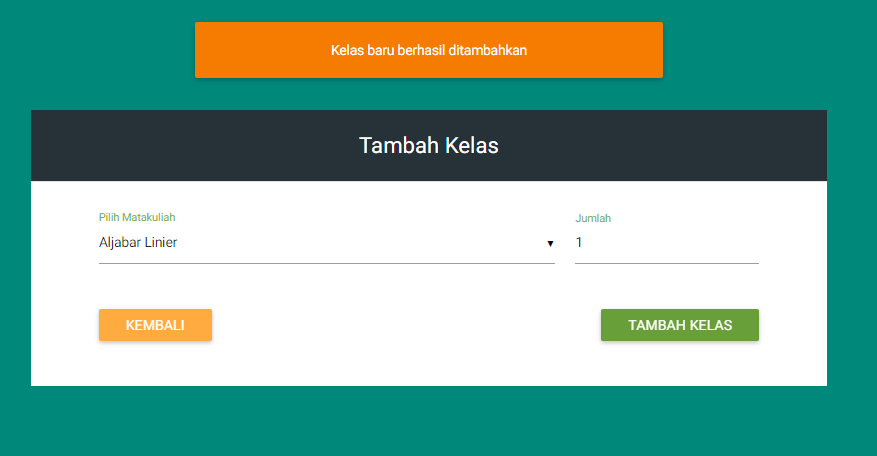 Kelas baru berhasil ditambahkan
Tambah Kelas
Pilih Matakuliah
Jumlah
Aljabar Linier
1
KEMBALI
TAMBAH KELAS